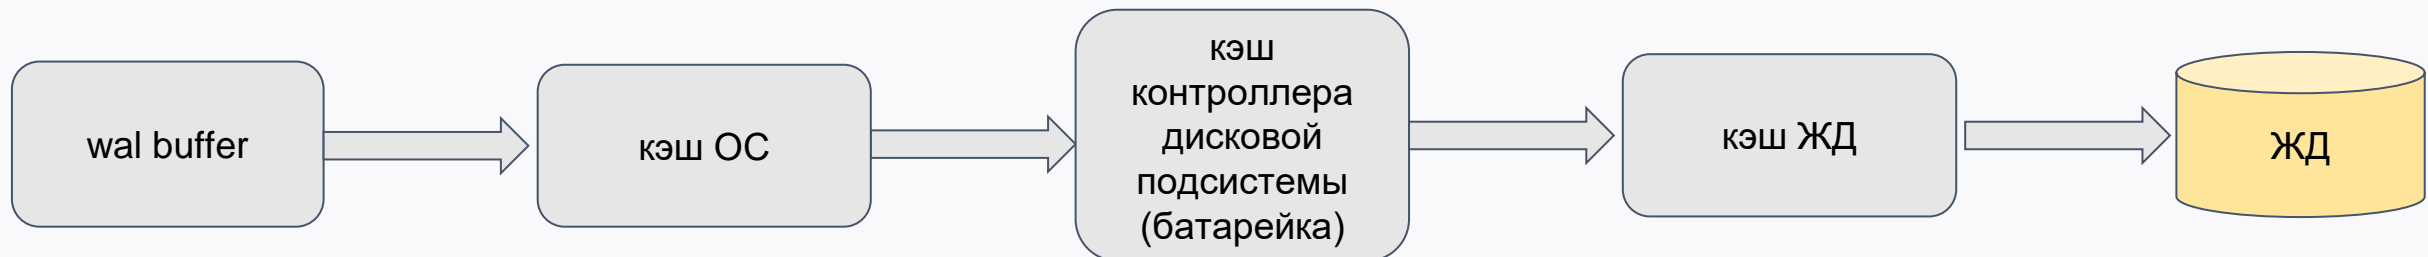 wal buffer
кэш ОС
кэш
контроллера
дисковой
подсистемы
(батарейка)
кэш ЖД
ЖД